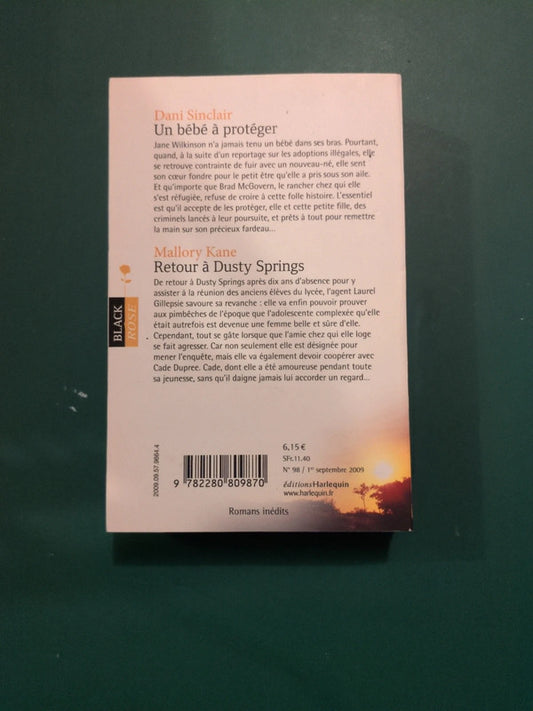 Dani Sinclair
Un bébé à protéger
Jane Wilkinson n'a jamais tenu un bébé dans ses bras. Pourtant,
quand, à la suite d'un reportage sur les adoptions illégales, elle
se retrouve contrainte de fuir avec un nouveau-né, elle sent
son cœur fondre pour le petit être qu'elle a pris sous son aile.
Et qu'importe que Brad McGovern, le rancher chez qui elle
s'est réfugiée, refuse de croire à cette folle histoire. L'essentiel
est qu'il accepte de les protéger, elle et cette petite fille, des
criminels lancés à leur poursuite, et prêts à tout pour remettre
la main sur son précieux fardeau...
Mallory Kane
Retour à Dusty Springs
De retour à Dusty Springs après dix ans d'absence pour y
assister à la réunion des anciens élèves du lycée, l'agent Laurel
Gillepsie savoure sa revanche : elle va enfin pouvoir prouver
aux pimbêches de l'époque que l'adolescente complexée qu'elle
était autrefois est devenue une femme belle et sûre d'elle.
Cependant, tout se gâte lorsque l'amie chez qui elle loge
se fait agresser. Car non seulement elle est désignée pour
mener l'enquête, mais elle va également devoir coopérer avec
Cade Dupree. Cade, dont elle a été amoureuse pendant toute
sa jeunesse, sans qu'il daigne jamais lui accorder un regard...
BLACK
ROSE
2009.09.57.9664.4
9 782280 809870
6,15 €
SFr.11.40
N° 98 / 1er septembre 2009
éditionsHarlequin
www.harlequin.fr
Romans inédits